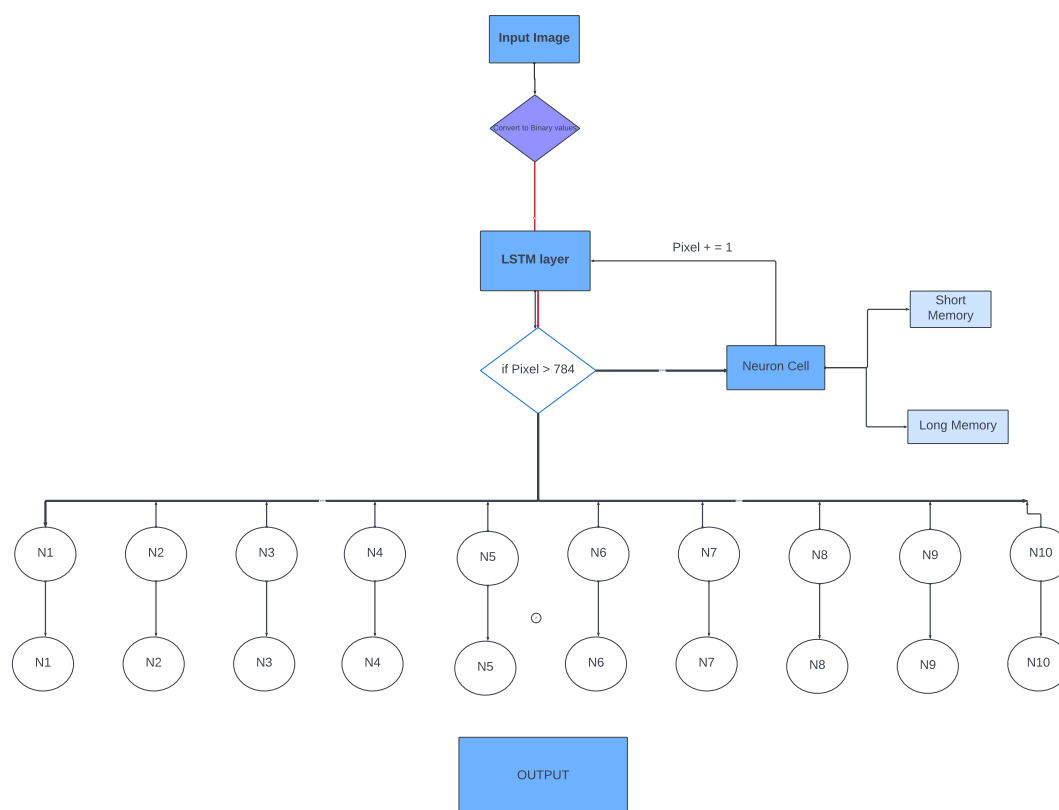 Input Image
Convert to Binary values
LSTM layer
Pixel + = 1
Short
Memory
if Pixel > 784
Neuron Cell
Long Memory
N1
N2
N3
N4
N5
N6
N7
N8
N9
N10
N1
N2
N3
N4
N5
N6
N7
N8
N9
N10
OUTPUT